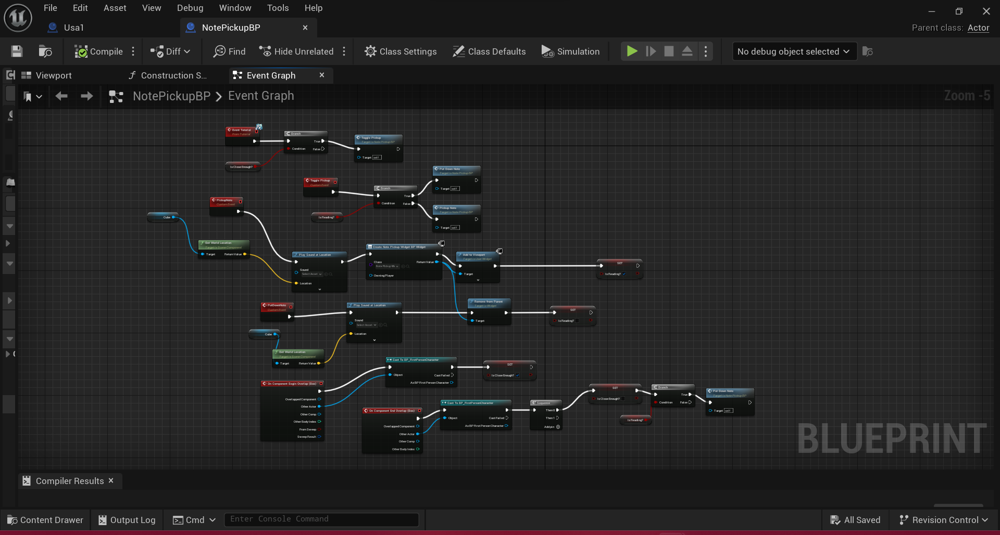 File Edit Asset View Debug Window Tools Help
Usa1
NotePickupBP
Parent class: Actor
Compile
Diff
Find
Hide Unrelated
Class Settings
Class Defaults
Simulation
No debug object selected
Viewport
Construction S...
Event Graph
NotePickupBP > Event Graph
Zoom -5
Event Tutorial
From Tutorial
Is Close Enough?
Branch
True
Condition
False
Toggle Pickup
Target is Note Pickup BP
Target self
Toggle Pickup
Custom Event
Is Reading?
Branch
True
Condition
False
Put Down Note
Target is Note Pickup BP
Target self
Pickup Note
Target is Note Pickup BP
Target self
PickupNote
Custom Event
Cube
Get World Location
Target is Scene Component
Target
Return Value
Play Sound at Location
Sound
Select Asset
Location
Create Note Pickup Widget BP Widget
Class
Return Value
Note Pickup Wi
Owning Player
Add to Viewport
Target is User Widget
Target
SET
Is Reading?
PutDownNote
Custom Event
Cube
Get World Location
Target is Scene Component
Target
Return Value
Play Sound at Location
Sound
Select Asset
Location
Remove from Parent
Target is Widget
Target
SET
Is Reading?
On Component Begin Overlap (Box)
Overlapped Component
Other Actor
Other Comp
Other Body Index
From Sweep
Sweep Result
Cast To BP_FirstPersonCharacter
Object
Cast Failed
As BP First Person Character
SET
Is Close Enough?
On Component End Overlap (Box)
Overlapped Component
Other Actor
Other Comp
Other Body Index
Cast To BP_FirstPersonCharacter
Object
Cast Failed
As BP First Person Character
Sequence
Then 0
Then 1
Add pin
SET
Is Close Enough?
Is Reading?
Branch
True
Condition
False
Put Down Note
Target is Note Pickup BP
Target self
BLUEPRINT
Compiler Results
Content Drawer
Output Log
Cmd
Enter Console Command
All Saved
Revision Control